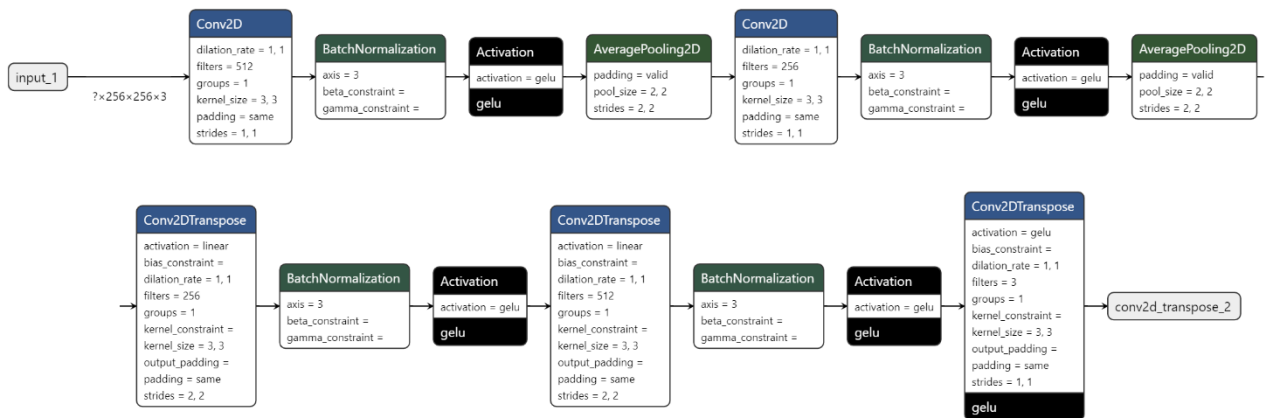 input_1
?×256×256×3
Conv2D
dilation_rate = 1, 1
filters = 512
groups = 1
kernel_size = 3, 3
padding = same
strides = 1, 1
BatchNormalization
axis = 3
beta_constraint =
gamma_constraint =
Activation
activation = gelu
gelu
AveragePooling2D
padding = valid
pool_size = 2, 2
strides = 2, 2
Conv2D
dilation_rate = 1, 1
filters = 256
groups = 1
kernel_size = 3, 3
padding = same
strides = 1, 1
BatchNormalization
axis = 3
beta_constraint =
gamma_constraint =
Activation
activation = gelu
gelu
AveragePooling2D
padding = valid
pool_size = 2, 2
strides = 2, 2
Conv2DTranspose
activation = linear
bias_constraint =
dilation_rate = 1, 1
filters = 256
groups = 1
kernel_constraint =
kernel_size = 3, 3
output_padding =
padding = same
strides = 2, 2
BatchNormalization
axis = 3
beta_constraint =
gamma_constraint =
Activation
activation = gelu
gelu
Conv2DTranspose
activation = linear
bias_constraint =
dilation_rate = 1, 1
filters = 512
groups = 1
kernel_constraint =
kernel_size = 3, 3
output_padding =
padding = same
strides = 2, 2
BatchNormalization
axis = 3
beta_constraint =
gamma_constraint =
Activation
activation = gelu
gelu
Conv2DTranspose
activation = gelu
bias_constraint =
dilation_rate = 1, 1
filters = 3
groups = 1
kernel_constraint =
kernel_size = 3, 3
output_padding =
padding = same
strides = 1, 1
gelu
conv2d_transpose_2